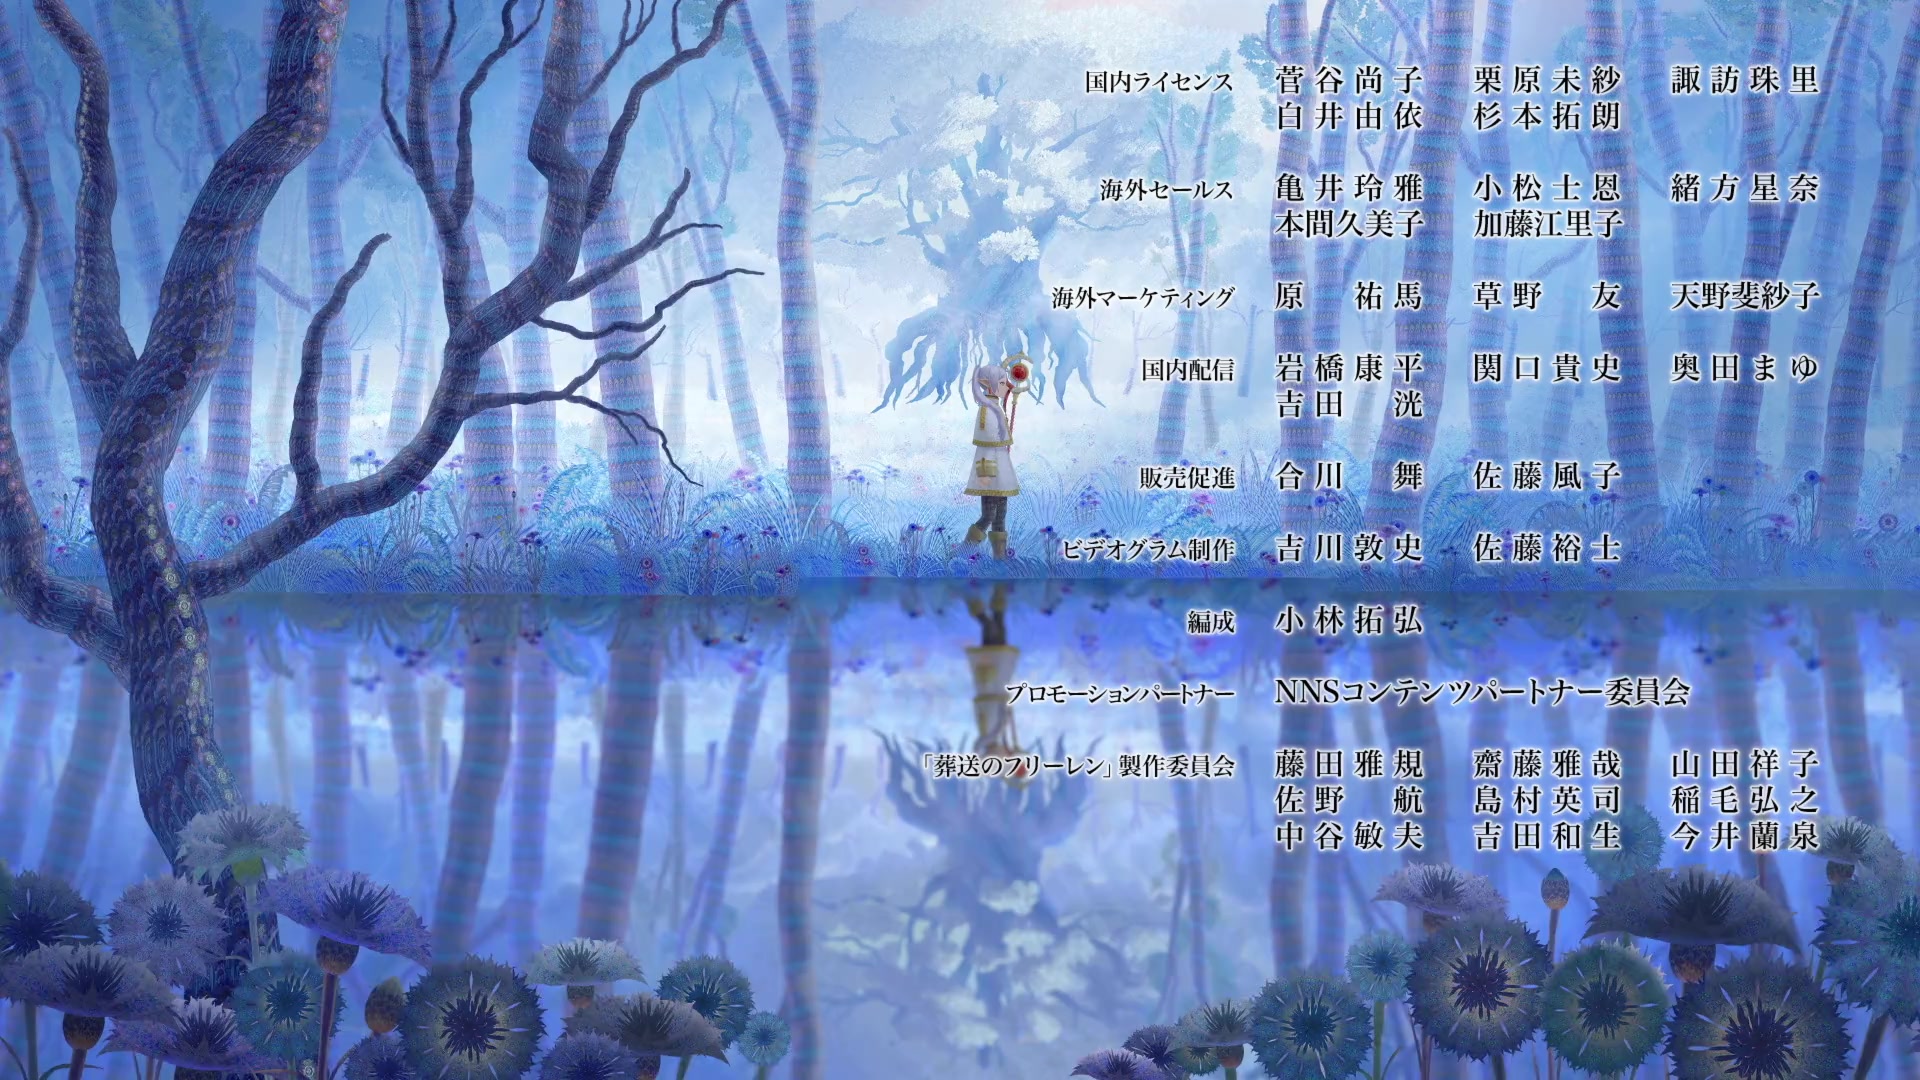 国内ライセンス 菅谷尚子 栗原未紗 諏訪珠里
白井由依 杉本拓朗
海外セールス 亀井玲雅 小松士恩 緒方星奈
本間久美子 加藤江里子
海外マーケティング 原祐馬 草野友 天野斐紗子
国内配信 岩橋康平 関口貴史 奥田まゆ
吉田洸
販売促進 合川舞 佐藤風子
ビデオグラム制作 吉川敦史 佐藤裕士
編成 小林拓弘
プロモーションパートナー NNSコンテンツパートナー委員会
「葬送のフリーレン」製作委員会 藤田雅規 齋藤雅哉 山田祥子
佐野航 島村英司 稲毛弘之
中谷敏夫 吉田和生 今井蘭泉